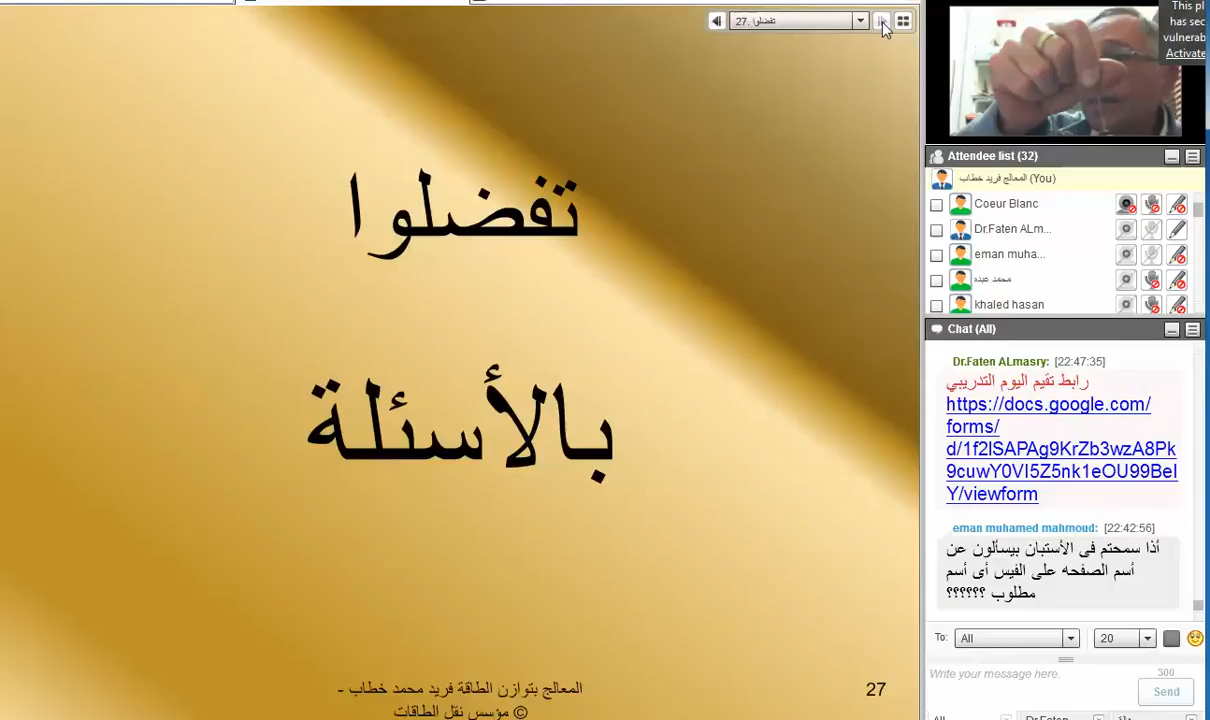 27. تفضلوا
تفضلوا
بالأسئلة
المعالج بتوازن الطاقة فريد محمد خطاب -
© مؤسس نقل الطاقات
27
This pl
has sec
vulnerab
Activate
Attendee list (32)
المعالج فريد خطاب (You)
Coeur Blanc
Dr.Faten ALm...
eman muha...
محمد عبده
khaled hasan
Chat (All)
Dr.Faten ALmasry: [22:47:35]
رابط تقيم اليوم التدريبي
https://docs.google.com/
forms/
d/1f2lSAPAg9KrZb3wzA8Pk
9cuwY0VI5Z5nk1eOU99BeI
Y/viewform
eman muhamed mahmoud: [22:42:56]
أذا سمحتم فى الأستبان بيسألون عن
أسم الصفحه على الفيس أى أسم
مطلوب ؟؟؟؟؟؟
To: All 20
Write your message here. 300
Send